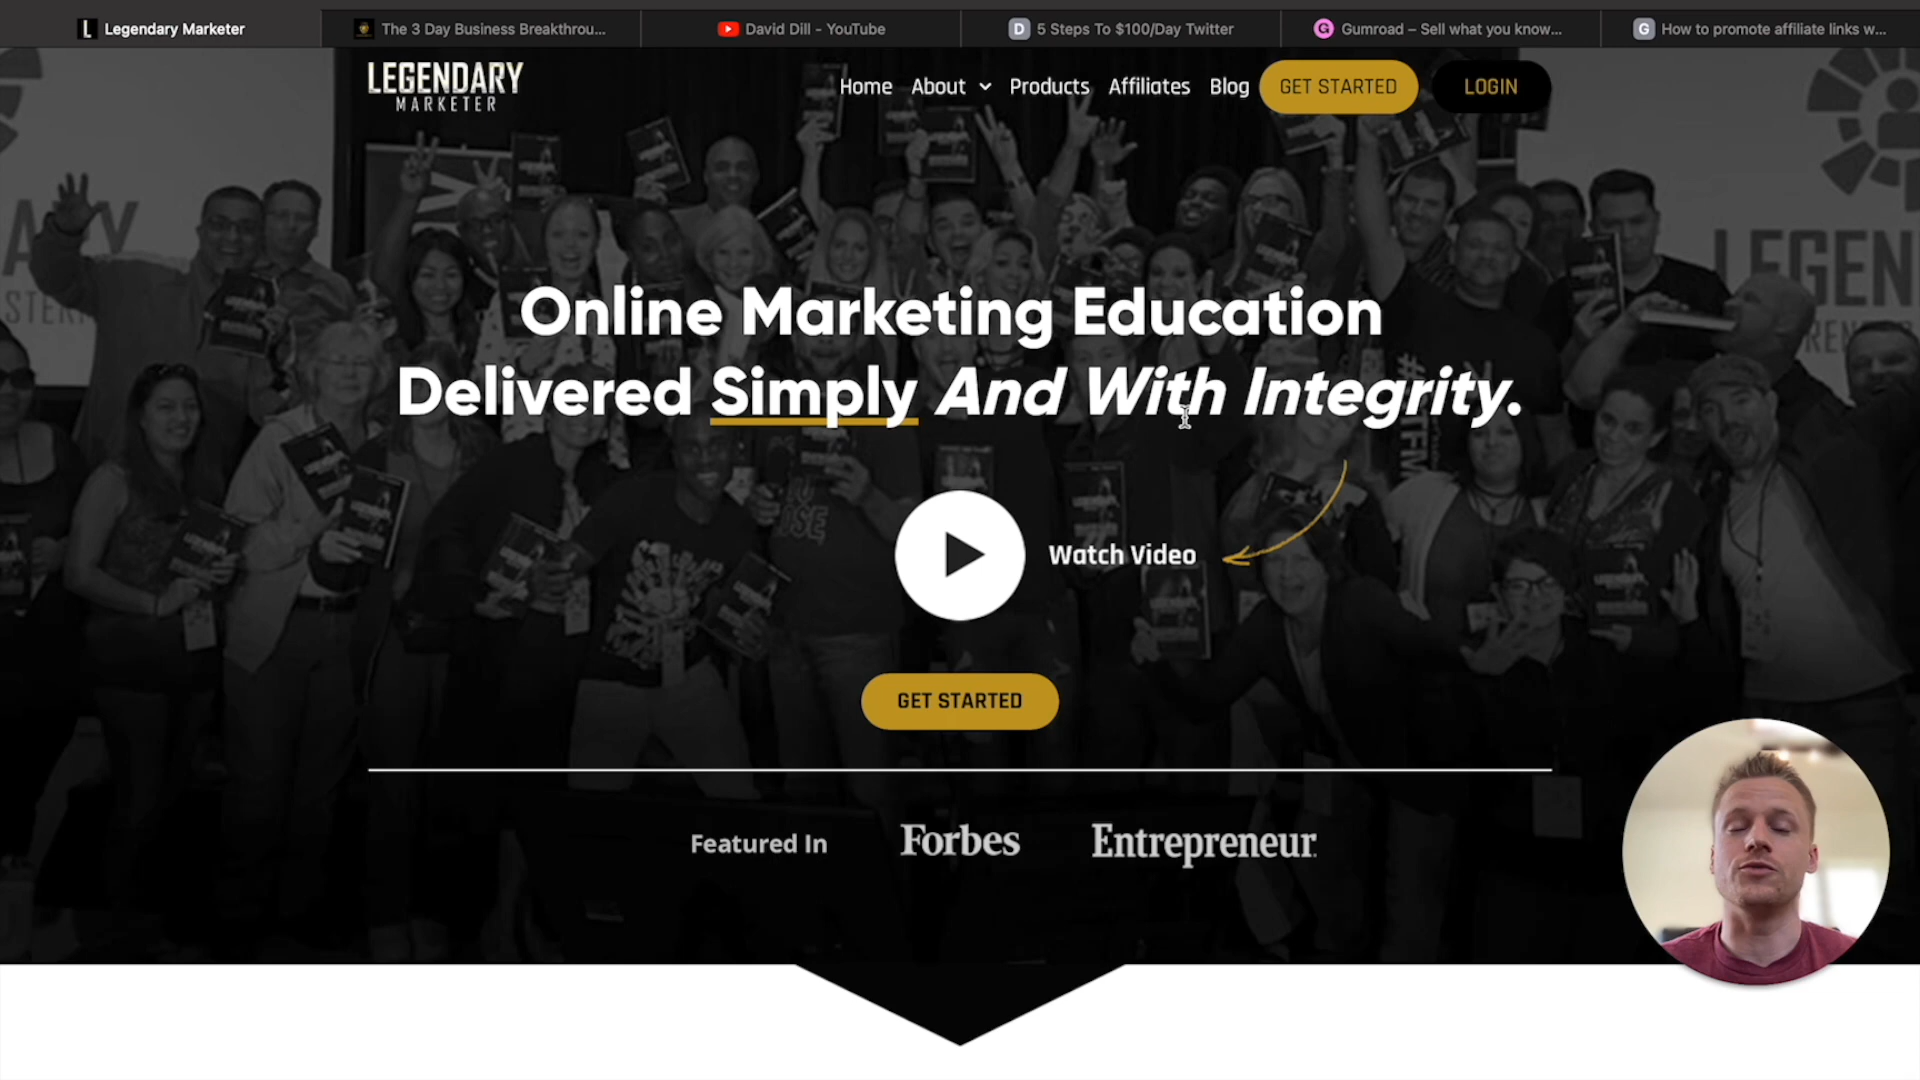 Legendary Marketer
The 3 Day Business Breakthrou...
David Dill - YouTube
D
5 Steps To $100/Day Twitter
G
Gumroad – Sell what you know...
G
How to promote affiliate links w...
LEGENDARY
MARKETER
Home
About
Products
Affiliates
Blog
GET STARTED
LOGIN
Online Marketing Education
Delivered Simply And With Integrity.
Watch Video
GET STARTED
Featured In
Forbes
Entrepreneur